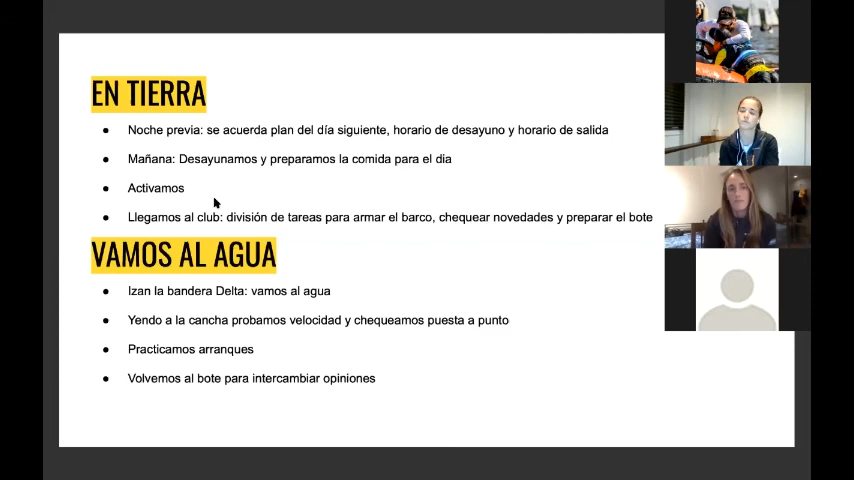 EN TIERRA
● Noche previa: se acuerda plan del día siguiente, horario de desayuno y horario de salida
● Mañana: Desayunamos y preparamos la comida para el día
● Activamos
● Llegamos al club: división de tareas para armar el barco, chequear novedades y preparar el bote
VAMOS AL AGUA
● Izan la bandera Delta: vamos al agua
● Yendo a la cancha probamos velocidad y chequeamos puesta a punto
● Practicamos arranques
● Volvemos al bote para intercambiar opiniones